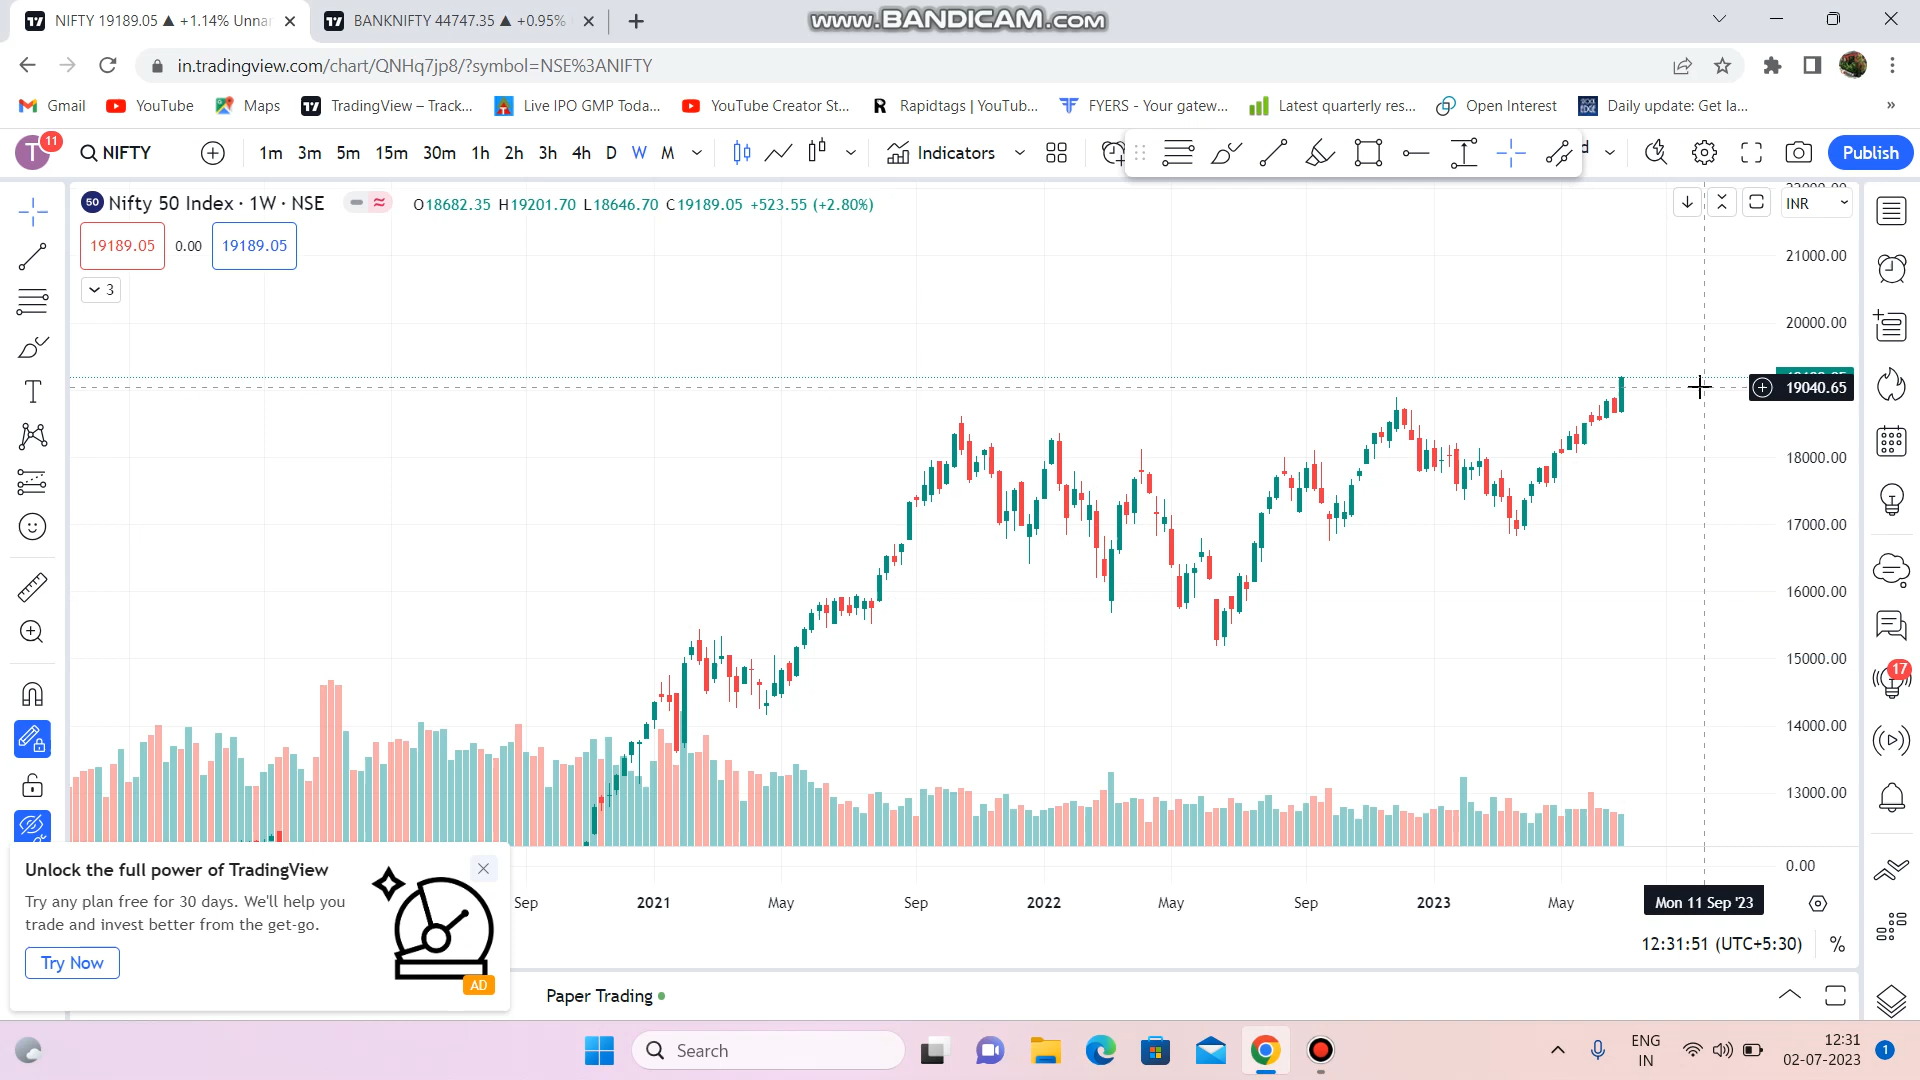 NIFTY 19189.05 ▲ +1.14% Unnar
BANKNIFTY 44747.35 ▲ +0.95%
www.BANDICAM.com
in.tradingview.com/chart/QNHq7jp8/?symbol=NSE%3ANIFTY
Gmail YouTube Maps TradingView – Track... Live IPO GMP Toda... YouTube Creator St... Rapidtags | YouTub... FYERS - Your gatew... Latest quarterly res... Open Interest Daily update: Get la... »
T 11 NIFTY 1m 3m 5m 15m 30m 1h 2h 3h 4h D W M Indicators d Publish
50 Nifty 50 Index · 1W · NSE O18682.35 H19201.70 L18646.70 C19189.05 +523.55 (+2.80%)
INR
19189.05 0.00 19189.05
3
21000.00
20000.00
19040.65
18000.00
17000.00
16000.00
15000.00
14000.00
13000.00
0.00
17
Sep 2021 May Sep 2022 May Sep 2023 May Mon 11 Sep '23
12:31:51 (UTC+5:30) %
Unlock the full power of TradingView
Try any plan free for 30 days. We'll help you
trade and invest better from the get-go.
Try Now
AD
Paper Trading
Search
ENG
IN
12:31
02-07-2023
1